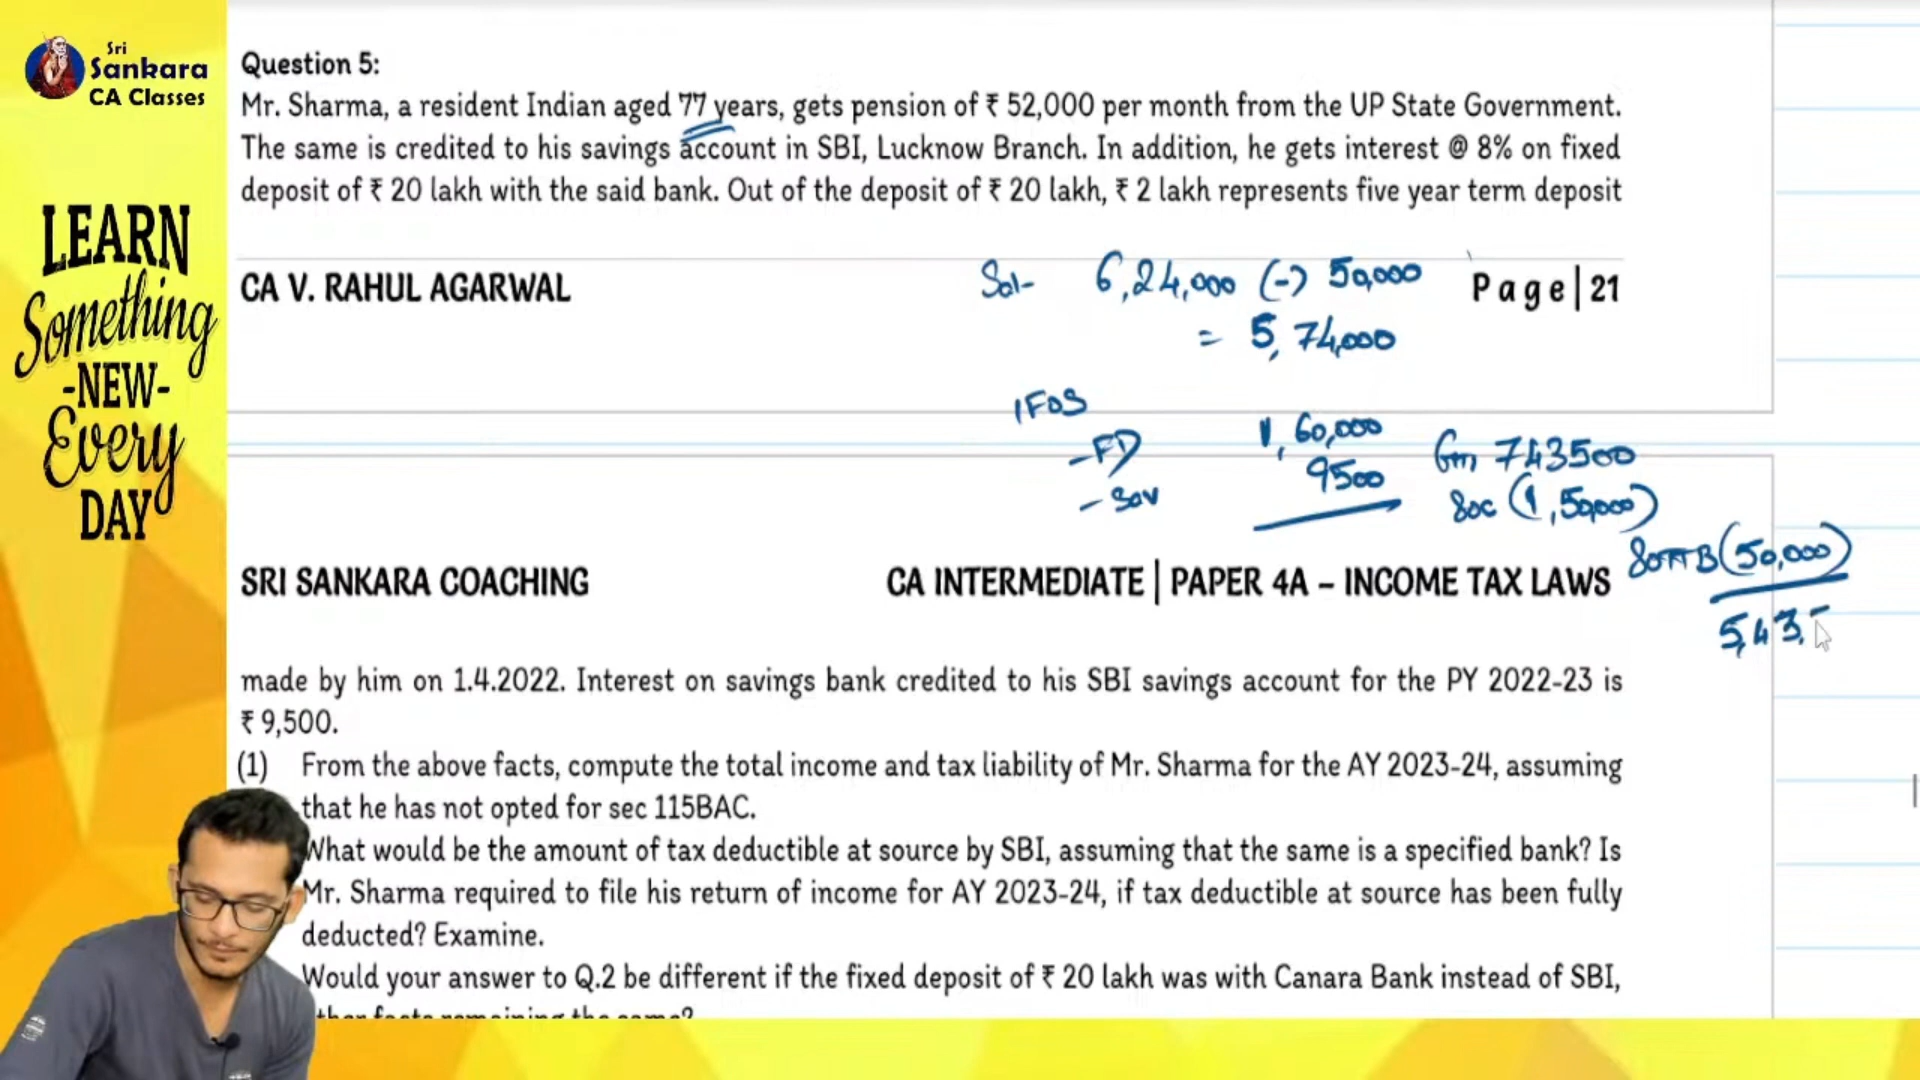 Sri
Sankara
CA Classes
LEARN
Something
-NEW-
Every
DAY
Question 5:
Mr. Sharma, a resident Indian aged 77 years, gets pension of ₹ 52,000 per month from the UP State Government.
The same is credited to his savings account in SBI, Lucknow Branch. In addition, he gets interest @ 8% on fixed
deposit of ₹ 20 lakh with the said bank. Out of the deposit of ₹ 20 lakh, ₹ 2 lakh represents five year term deposit
Sal- 6,24,000 (-) 50,000
= 5,74,000
CA V. RAHUL AGARWAL Page|21
IFOS
-FD 1,60,000
- Sav 9500
743500
80C (1,50,000)
80TTB (50,000)
5,43,
SRI SANKARA COACHING CA INTERMEDIATE | PAPER 4A – INCOME TAX LAWS
made by him on 1.4.2022. Interest on savings bank credited to his SBI savings account for the PY 2022-23 is
₹ 9,500.
(1) From the above facts, compute the total income and tax liability of Mr. Sharma for the AY 2023-24, assuming
that he has not opted for sec 115BAC.
What would be the amount of tax deductible at source by SBI, assuming that the same is a specified bank? Is
Mr. Sharma required to file his return of income for AY 2023-24, if tax deductible at source has been fully
deducted? Examine.
Would your answer to Q.2 be different if the fixed deposit of ₹ 20 lakh was with Canara Bank instead of SBI,